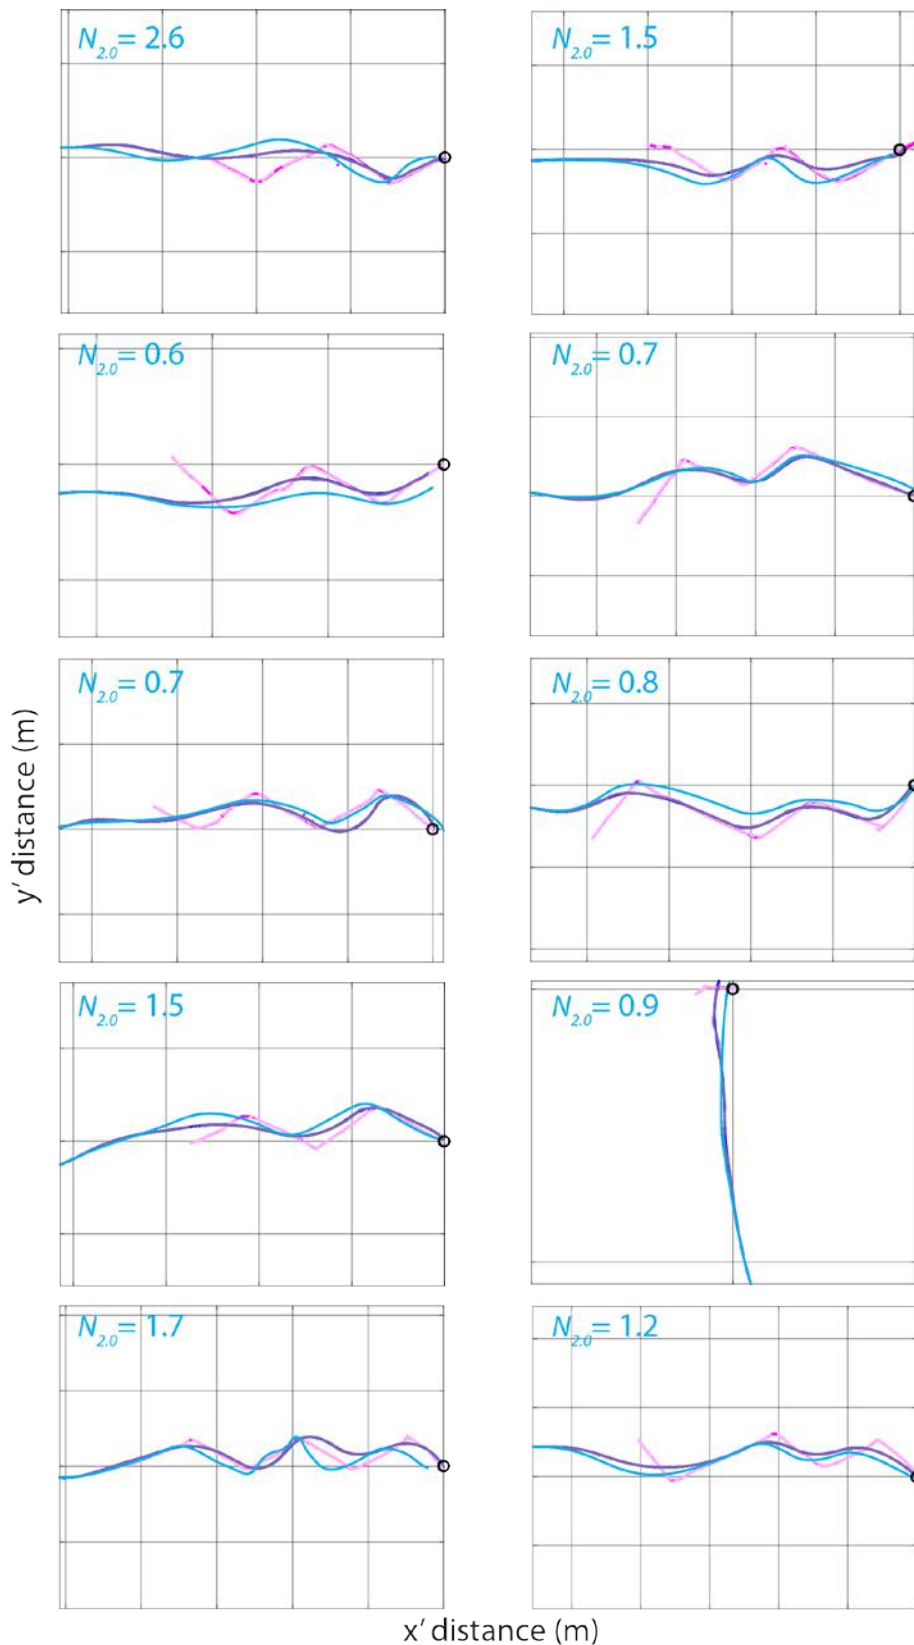 N2.0= 2.6
N2.0= 1.5
N2.0= 0.6
N2.0= 0.7
N2.0= 0.7
N2.0= 0.8
N2.0= 1.5
N2.0= 0.9
N2.0= 1.7
N2.0= 1.2
y′ distance (m)
x′ distance (m)